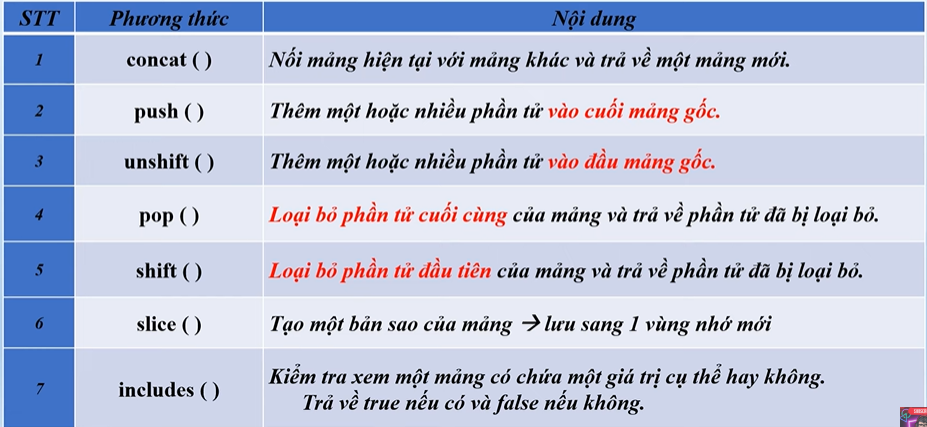 STT Phương thức Nội dung
1 concat ( ) Nối mảng hiện tại với mảng khác và trả về một mảng mới.
2 push ( ) Thêm một hoặc nhiều phần tử vào cuối mảng gốc.
3 unshift ( ) Thêm một hoặc nhiều phần tử vào đầu mảng gốc.
4 pop ( ) Loại bỏ phần tử cuối cùng của mảng và trả về phần tử đã bị loại bỏ.
5 shift ( ) Loại bỏ phần tử đầu tiên của mảng và trả về phần tử đã bị loại bỏ.
6 slice ( ) Tạo một bản sao của mảng → lưu sang 1 vùng nhớ mới
7 includes ( ) Kiểm tra xem một mảng có chứa một giá trị cụ thể hay không.
Trả về true nếu có và false nếu không.